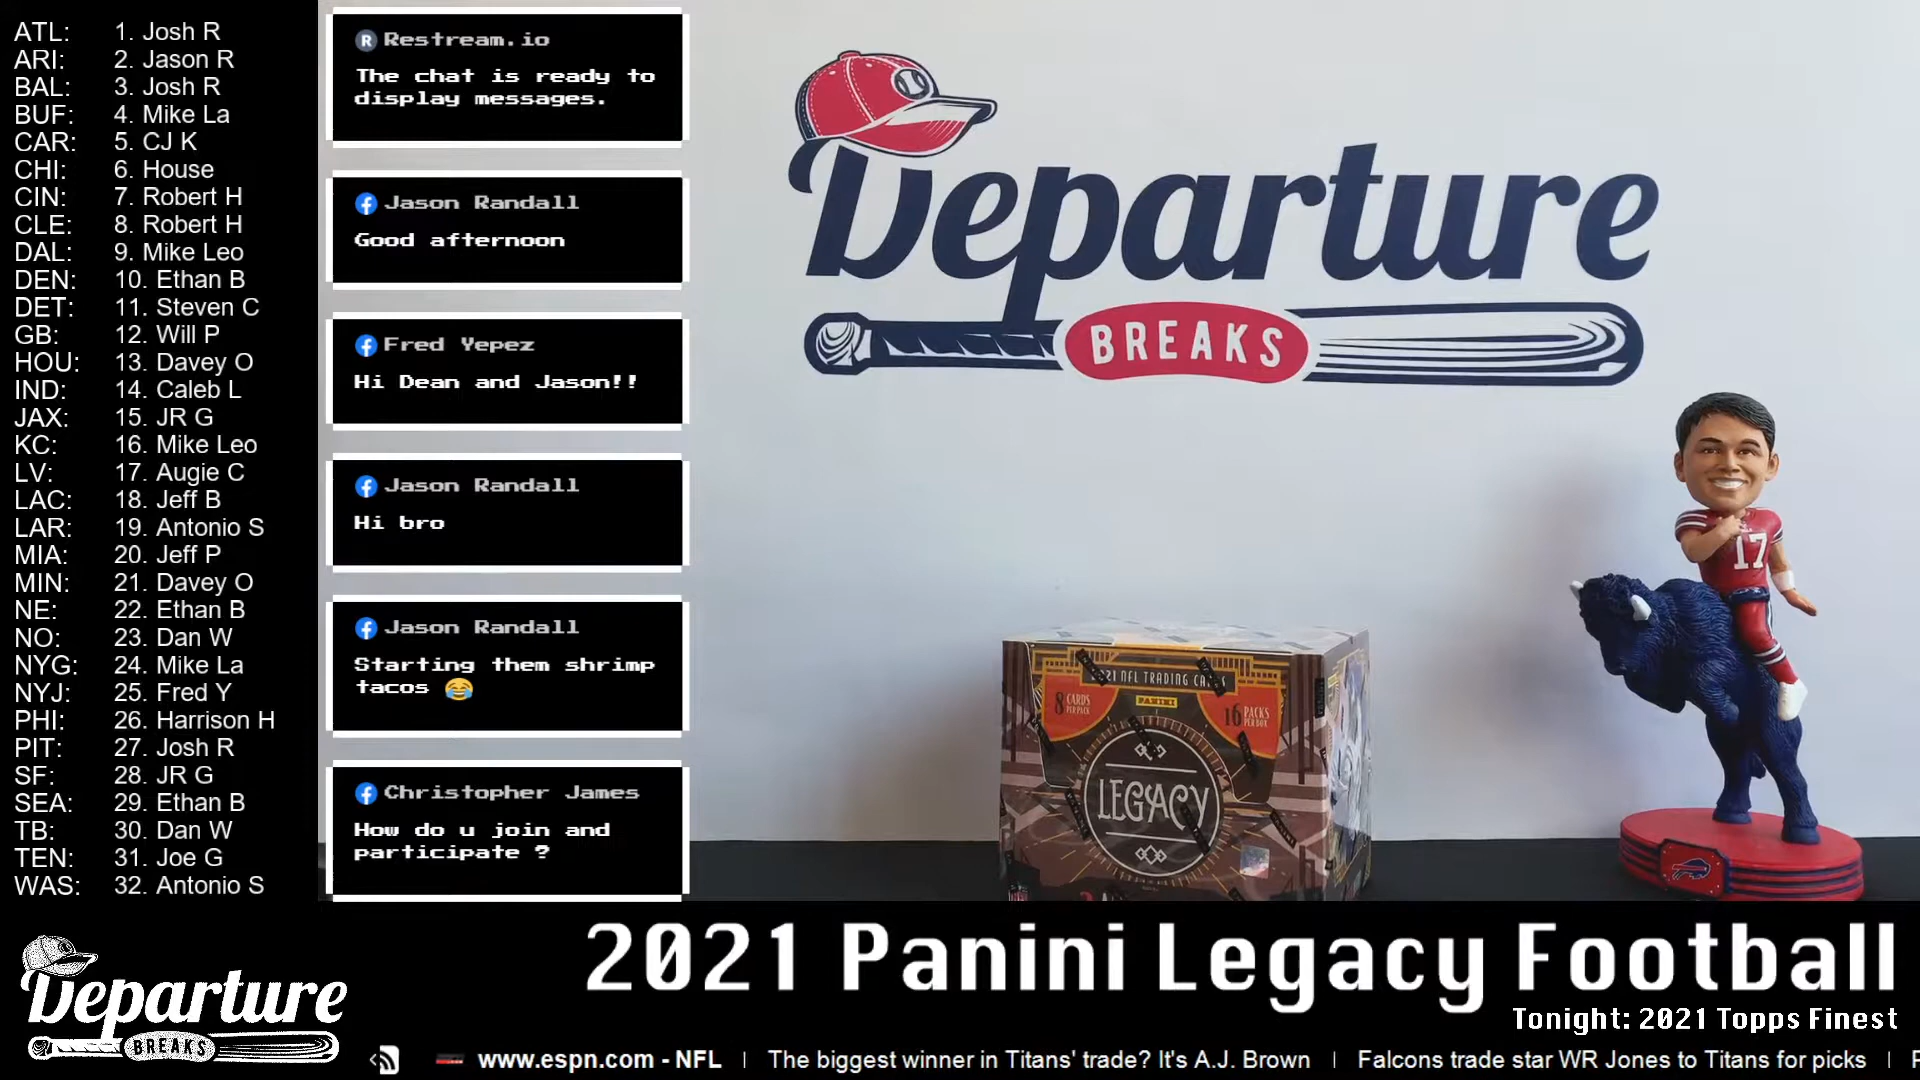 ATL: 1. Josh R
ARI: 2. Jason R
BAL: 3. Josh R
BUF: 4. Mike La
CAR: 5. CJ K
CHI: 6. House
CIN: 7. Robert H
CLE: 8. Robert H
DAL: 9. Mike Leo
DEN: 10. Ethan B
DET: 11. Steven C
GB: 12. Will P
HOU: 13. Davey O
IND: 14. Caleb L
JAX: 15. JR G
KC: 16. Mike Leo
LV: 17. Augie C
LAC: 18. Jeff B
LAR: 19. Antonio S
MIA: 20. Jeff P
MIN: 21. Davey O
NE: 22. Ethan B
NO: 23. Dan W
NYG: 24. Mike La
NYJ: 25. Fred Y
PHI: 26. Harrison H
PIT: 27. Josh R
SF: 28. JR G
SEA: 29. Ethan B
TB: 30. Dan W
TEN: 31. Joe G
WAS: 32. Antonio S
R Restream.io
The chat is ready to
display messages.
Jason Randall
Good afternoon
Fred Yepez
Hi Dean and Jason!!
Jason Randall
Hi bro
Jason Randall
Starting them shrimp
tacos 😂
Christopher James
How do u join and
participate ?
Departure
BREAKS
2021 NFL TRADING CARDS
PANINI
8 CARDS
PER PACK
16 PACKS
PER BOX
LEGACY
17
Departure
BREAKS
2021 Panini Legacy Football
Tonight: 2021 Topps Finest
www.espn.com - NFL | The biggest winner in Titans' trade? It's A.J. Brown | Falcons trade star WR Jones to Titans for picks |